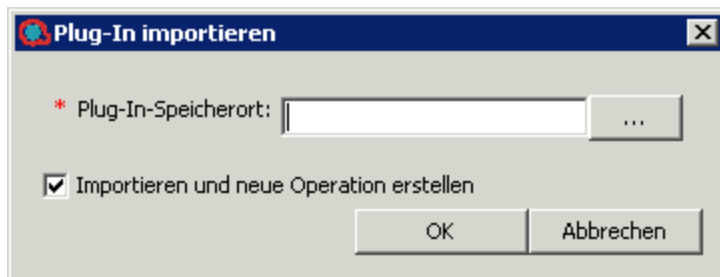 Plug-In importieren
* Plug-In-Speicherort:
...
Importieren und neue Operation erstellen
OK
Abbrechen